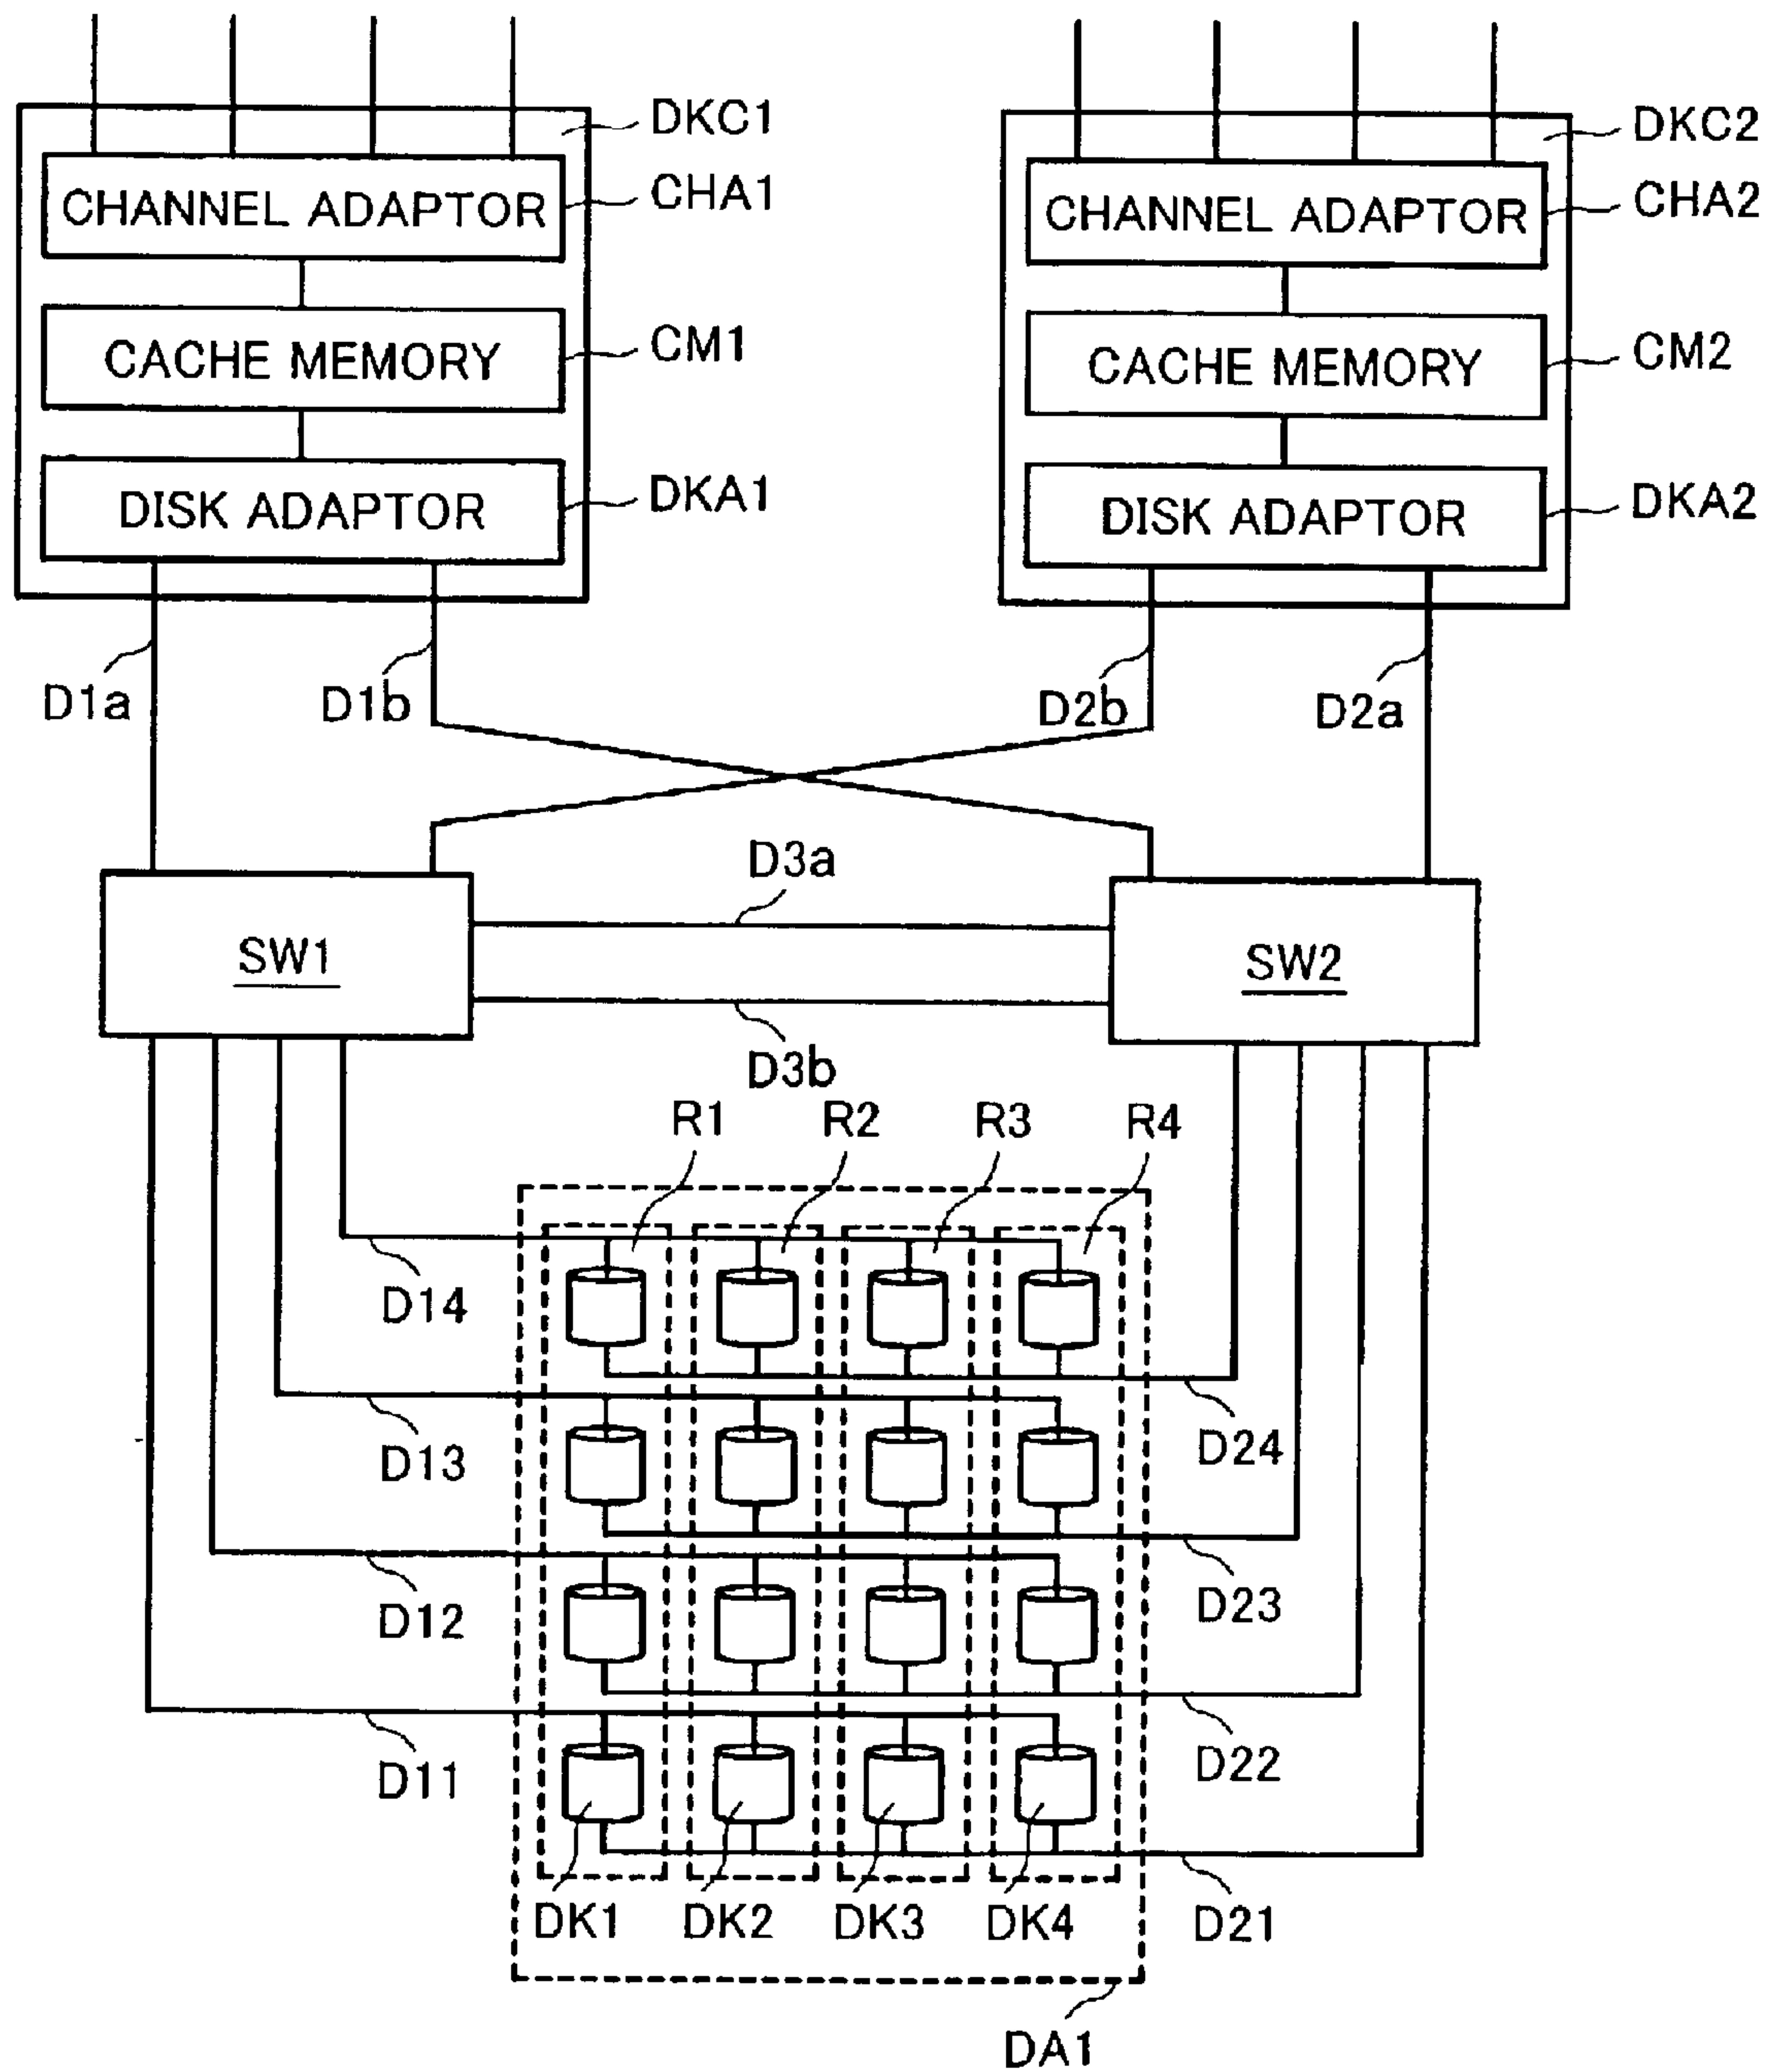 DKC1
CHANNEL ADAPTOR
CHA1
CACHE MEMORY
CM1
DISK ADAPTOR
DKA1
DKC2
CHANNEL ADAPTOR
CHA2
CACHE MEMORY
CM2
DISK ADAPTOR
DKA2
D1a
D1b
D2b
D2a
D3a
SW1
SW2
D3b
R1
R2
R3
R4
D14
D24
D13
D23
D12
D22
D11
DK1
DK2
DK3
DK4
D21
DA1